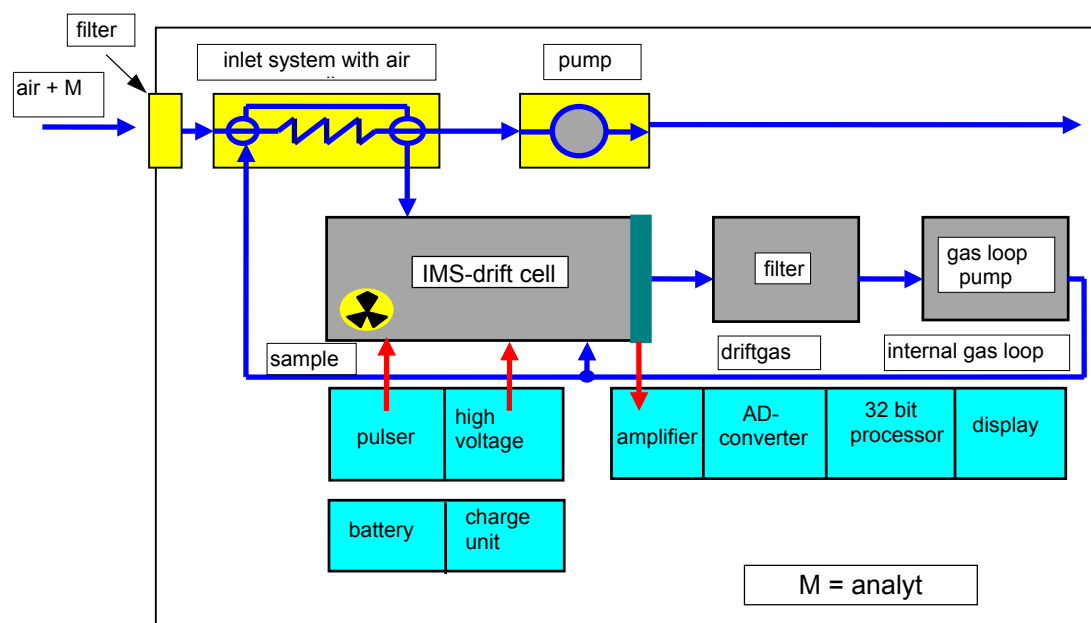 filter
inlet system with air
pump
air + M
IMS-drift cell
filter
gas loop
pump
sample
driftgas
internal gas loop
pulser
high
voltage
amplifier
AD-
converter
32 bit
processor
display
battery
charge
unit
M = analyt